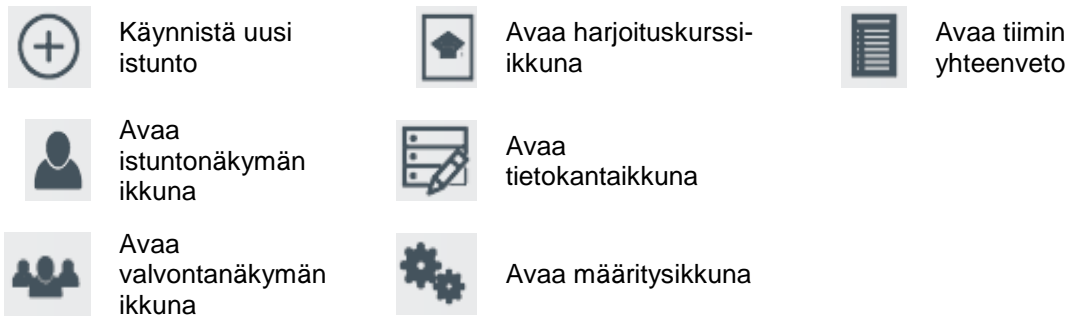 Käynnistä uusi
istunto
Avaa harjoituskurssi-
ikkuna
Avaa tiimin
yhteenveto
Avaa
istuntonäkymän
ikkuna
Avaa
tietokantaikkuna
Avaa
valvontanäkymän
ikkuna
Avaa määritysikkuna